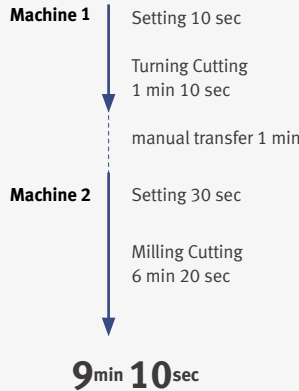 Machine 1
Setting 10 sec
Turning Cutting
1 min 10 sec
manual transfer 1 min
Machine 2
Setting 30 sec
Milling Cutting
6 min 20 sec
9min 10sec